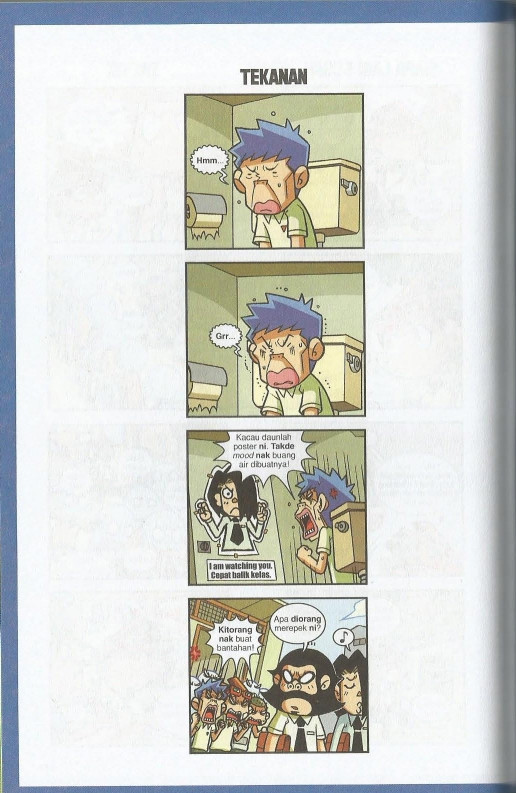 TEKANAN
Hmm...
Grr...
Kacau daunlah
poster ni. Takde
mood nak buang
air dibuatnya!
I am watching you.
Cepat balik kelas.
Kitorang
nak buat
bantahan!
Apa diorang
merepek ni?